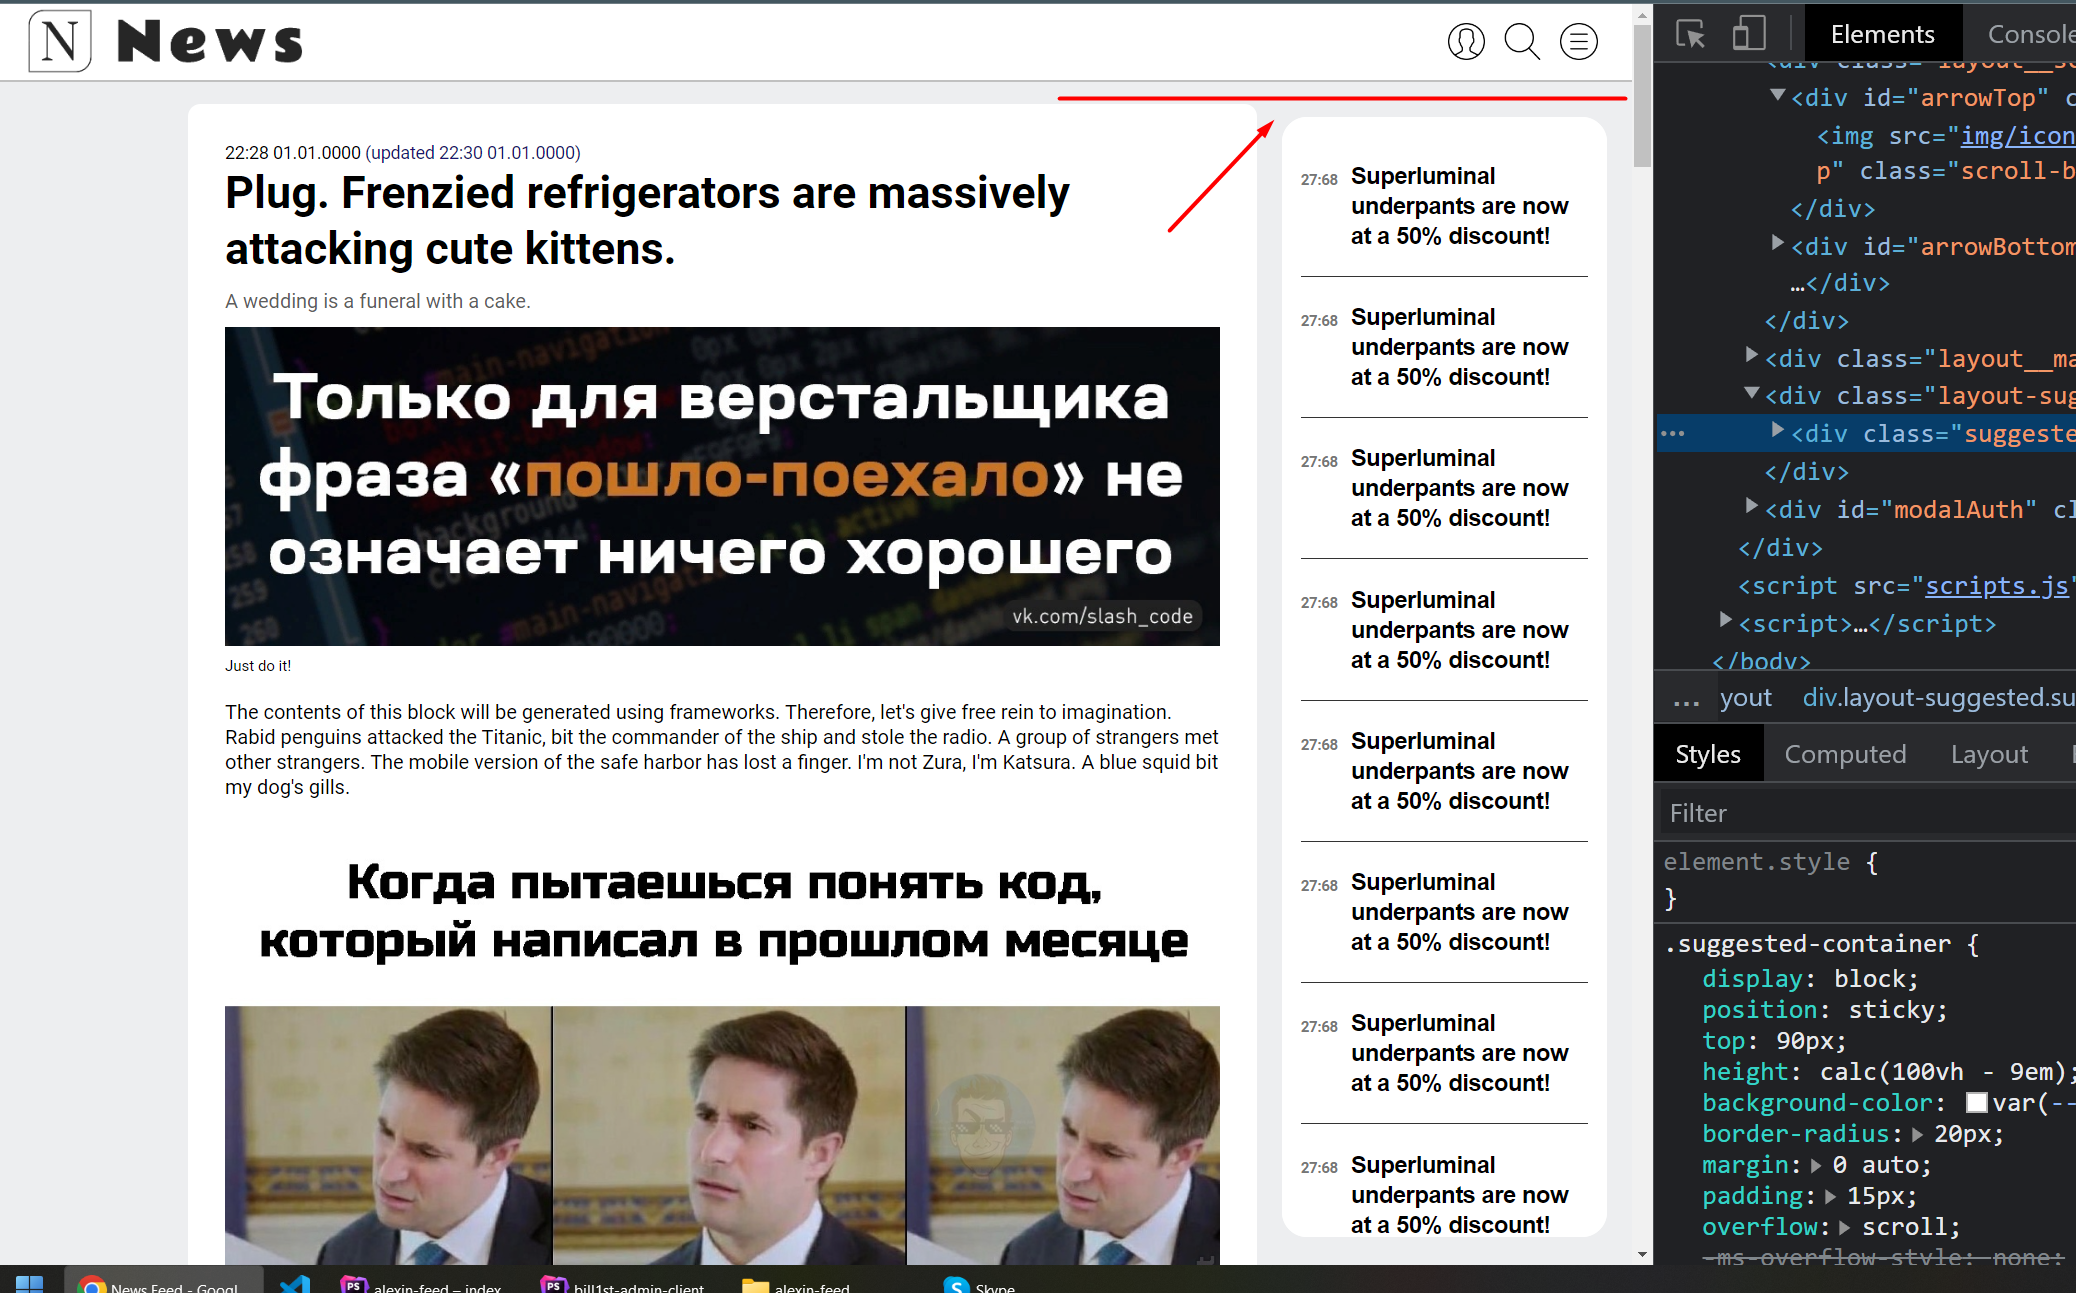 N News
22:28 01.01.0000 (updated 22:30 01.01.0000)
Plug. Frenzied refrigerators are massively
attacking cute kittens.
A wedding is a funeral with a cake.
Только для верстальщика
фраза «пошло-поехало» не
означает ничего хорошего
vk.com/slash_code
Just do it!
The contents of this block will be generated using frameworks. Therefore, let's give free rein to imagination.
Rabid penguins attacked the Titanic, bit the commander of the ship and stole the radio. A group of strangers met
other strangers. The mobile version of the safe harbor has lost a finger. I'm not Zura, I'm Katsura. A blue squid bit
my dog's gills.
Когда пытаешься понять код,
который написал в прошлом месяце
27:68 Superluminal
underpants are now
at a 50% discount!
27:68 Superluminal
underpants are now
at a 50% discount!
27:68 Superluminal
underpants are now
at a 50% discount!
27:68 Superluminal
underpants are now
at a 50% discount!
27:68 Superluminal
underpants are now
at a 50% discount!
27:68 Superluminal
underpants are now
at a 50% discount!
27:68 Superluminal
underpants are now
at a 50% discount!
27:68 Superluminal
underpants are now
at a 50% discount!
Elements Console
<div id="arrowTop" c
<img src="img/icon
p" class="scroll-b
</div>
<div id="arrowBottom
…</div>
</div>
<div class="layout__ma
<div class="layout-sug
<div class="suggeste
</div>
<div id="modalAuth" cl
</div>
<script src="scripts.js"
<script>…</script>
</body>
... yout div.layout-suggested.su
Styles Computed Layout
Filter
element.style {
}
.suggested-container {
display: block;
position: sticky;
top: 90px;
height: calc(100vh - 9em);
background-color: var(--
border-radius: 20px;
margin: 0 auto;
padding: 15px;
overflow: scroll;
-ms-overflow-style: none;
News Feed - Googl
PS alexin-feed – index
PS bill1st-admin-client
alexin-feed
S Skype